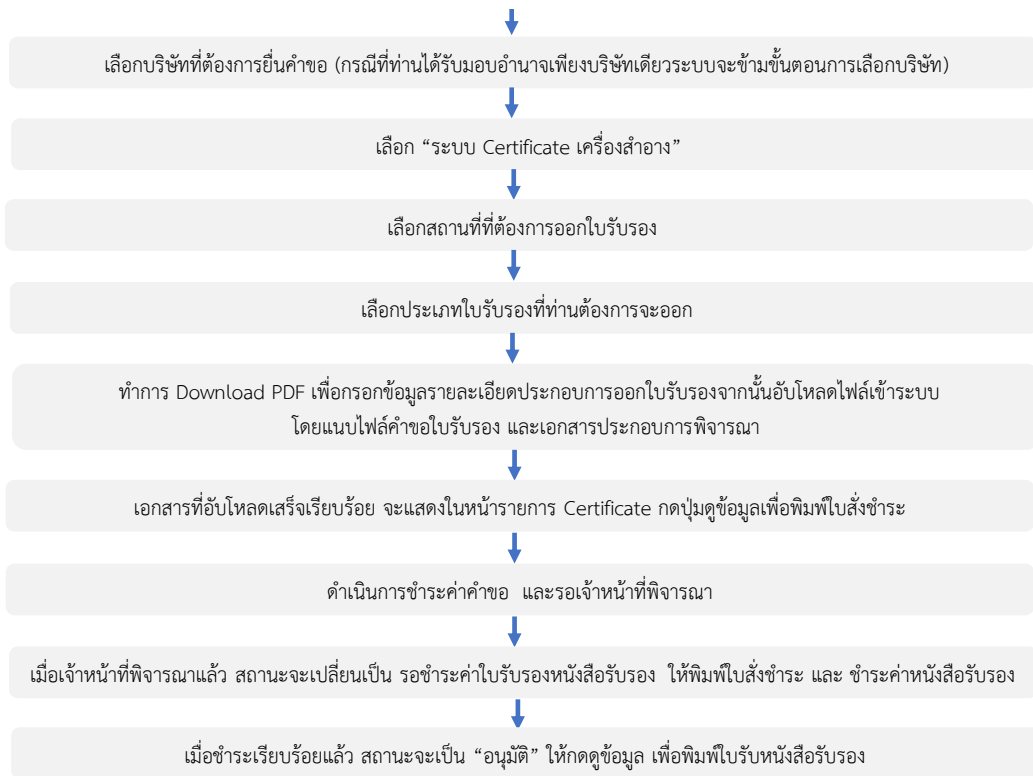 เลือกบริษัทที่ต้องการยื่นคำขอ (กรณีที่ท่านได้รับมอบอำนาจเพียงบริษัทเดียวระบบจะข้ามขั้นตอนการเลือกบริษัท)
เลือก “ระบบ Certificate เครื่องสำอาง”
เลือกสถานที่ที่ต้องการออกใบรับรอง
เลือกประเภทใบรับรองที่ท่านต้องการจะออก
ทำการ Download PDF เพื่อกรอกข้อมูลรายละเอียดประกอบการออกใบรับรองจากนั้นอับโหลดไฟล์เข้าระบบ
โดยแนบไฟล์คำขอใบรับรอง และเอกสารประกอบการพิจารณา
เอกสารที่อับโหลดเสร็จเรียบร้อย จะแสดงในหน้ารายการ Certificate กดปุ่มดูข้อมูลเพื่อพิมพ์ใบสั่งชำระ
ดำเนินการชำระค่าคำขอ และรอเจ้าหน้าที่พิจารณา
เมื่อเจ้าหน้าที่พิจารณาแล้ว สถานะจะเปลี่ยนเป็น รอชำระค่าใบรับรองหนังสือรับรอง ให้พิมพ์ใบสั่งชำระ และ ชำระค่าหนังสือรับรอง
เมื่อชำระเรียบร้อยแล้ว สถานะจะเป็น “อนุมัติ” ให้กดดูข้อมูล เพื่อพิมพ์ใบรับหนังสือรับรอง